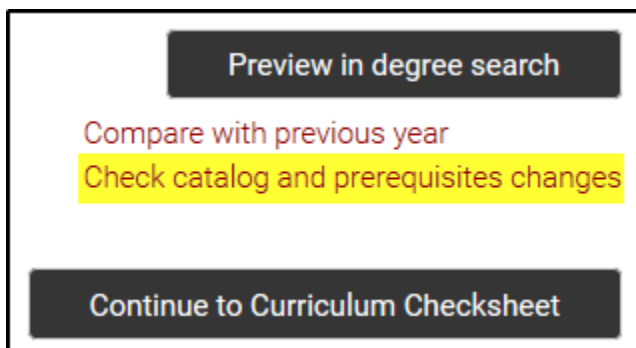 Preview in degree search
Compare with previous year
Check catalog and prerequisites changes
Continue to Curriculum Checksheet